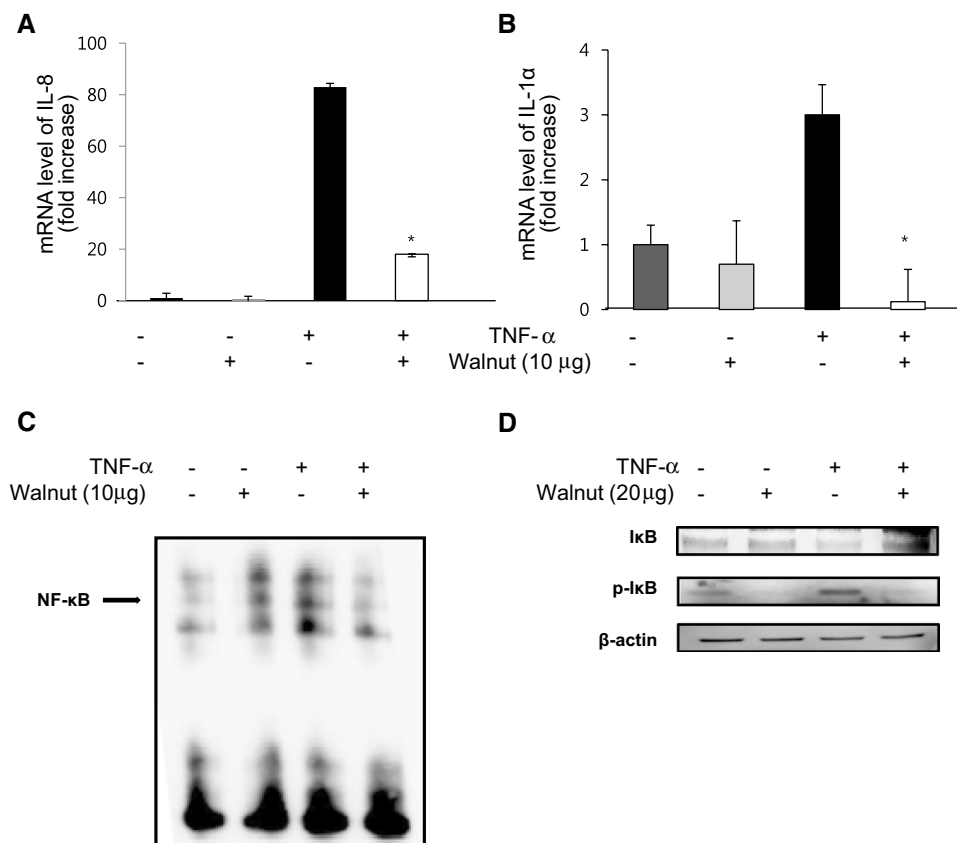 A
mRNA level of IL-8
(fold increase)
100
80
60
40
20
0
*
- - + +
- + - +
B
mRNA level of IL-1α
(fold increase)
4
3
2
1
0
*
TNF- α - - + +
Walnut (10 µg) - + - +
C
TNF-α - - + +
Walnut (10µg) - + - +
NF-κB
D
TNF-α - - + +
Walnut (20µg) - + - +
IκB
p-IκB
β-actin